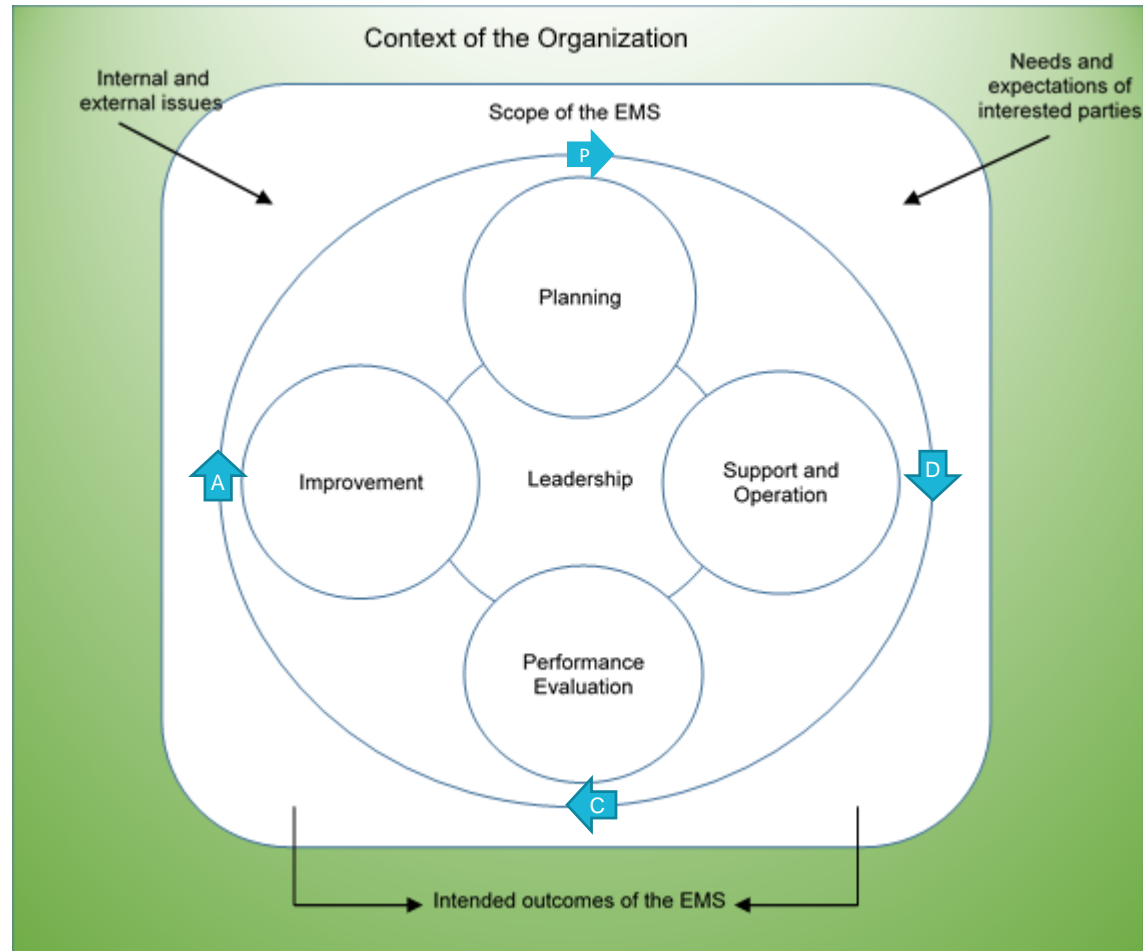 Context of the Organization
Internal and
external issues
Needs and
expectations of
interested parties
Scope of the EMS
P
Planning
A
Improvement
Leadership
Support and
Operation
D
Performance
Evaluation
C
Intended outcomes of the EMS